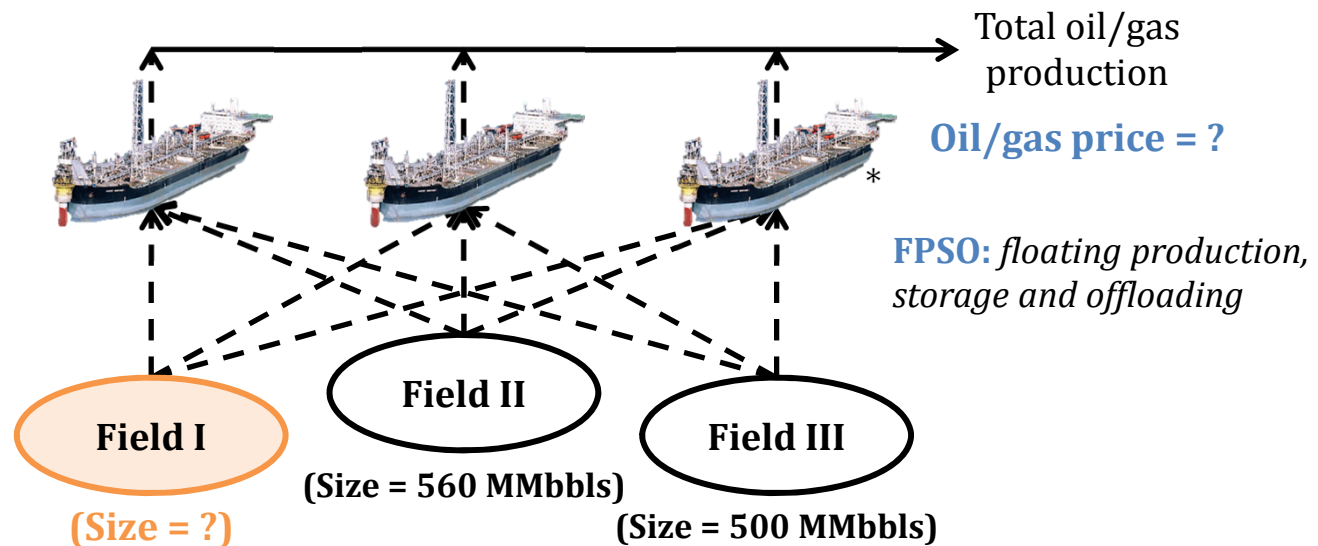 Total oil/gas
production
Oil/gas price = ?
*
FPSO: floating production,
storage and offloading
Field I
Field II
Field III
(Size = ?)
(Size = 560 MMbbls)
(Size = 500 MMbbls)